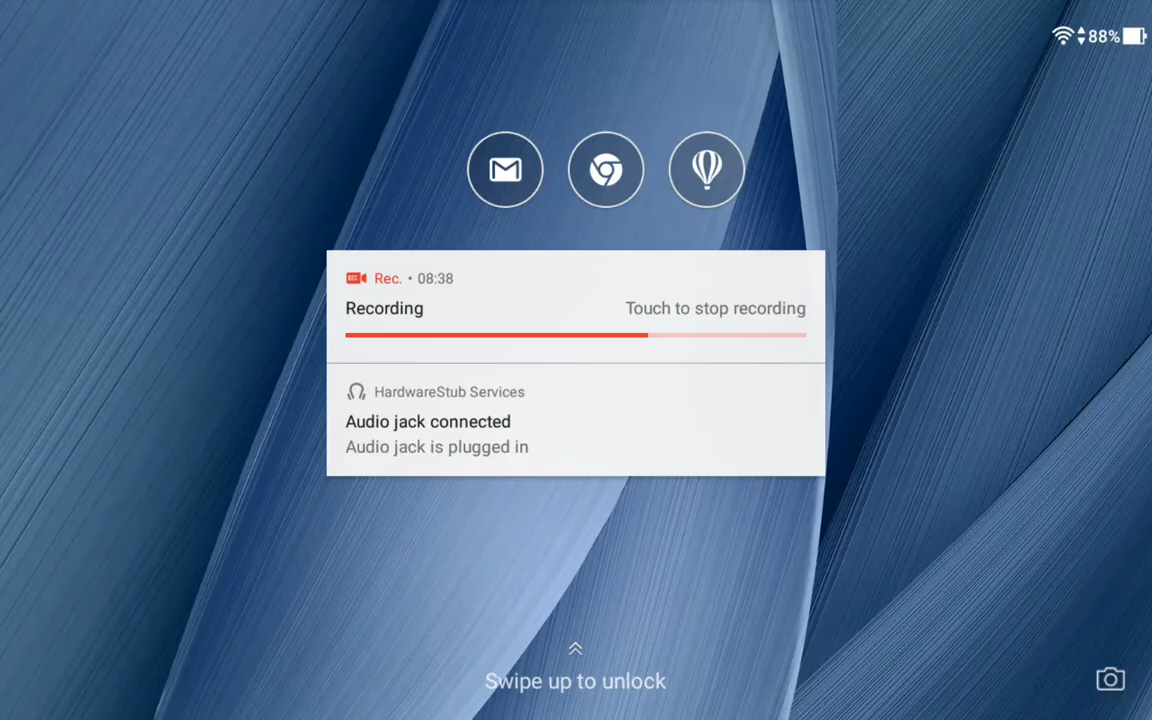 88%
REC Rec. • 08:38
Recording Touch to stop recording
HardwareStub Services
Audio jack connected
Audio jack is plugged in
Swipe up to unlock